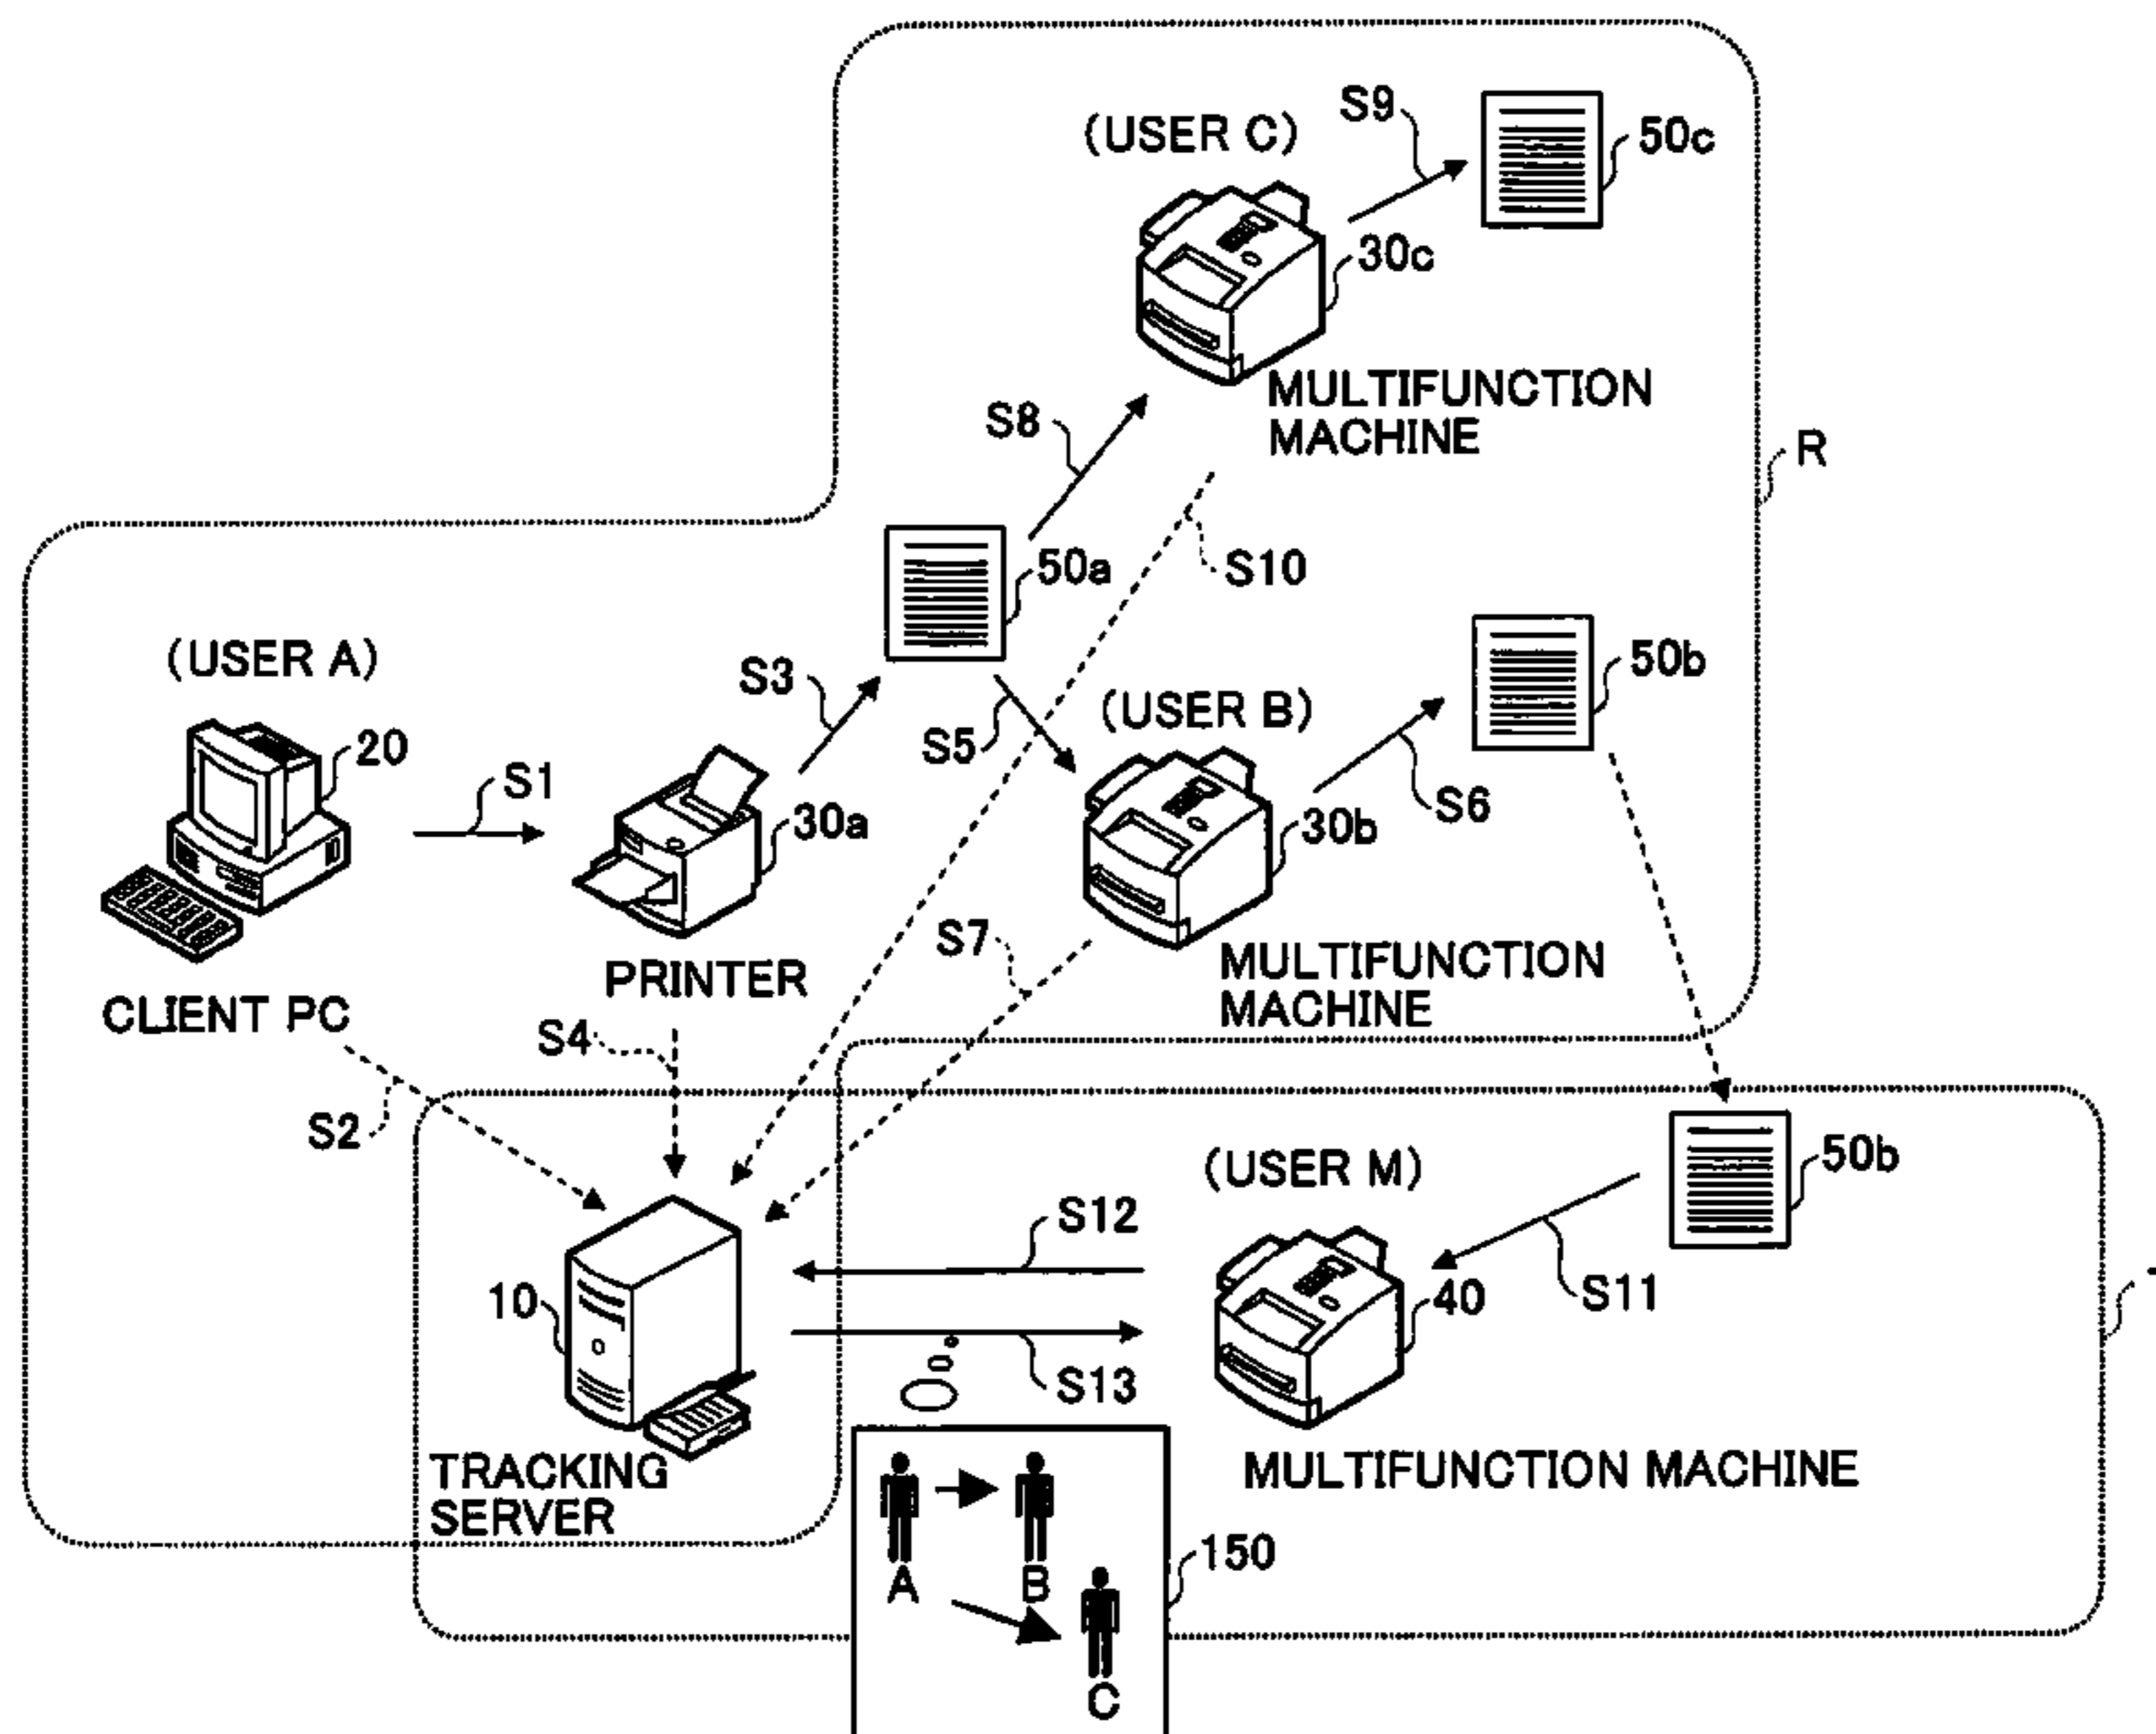 (USER C)
S9
50c
30c
MULTIFUNCTION
MACHINE
S8
R
S10
50a
(USER A)
S3
(USER B)
50b
20
S1
30a
S5
30b
S6
S7
PRINTER
MULTIFUNCTION
MACHINE
CLIENT PC
S4
S2
(USER M)
50b
S12
10
40
S11
S13
TRACKING
SERVER
MULTIFUNCTION MACHINE
A
B
150
C